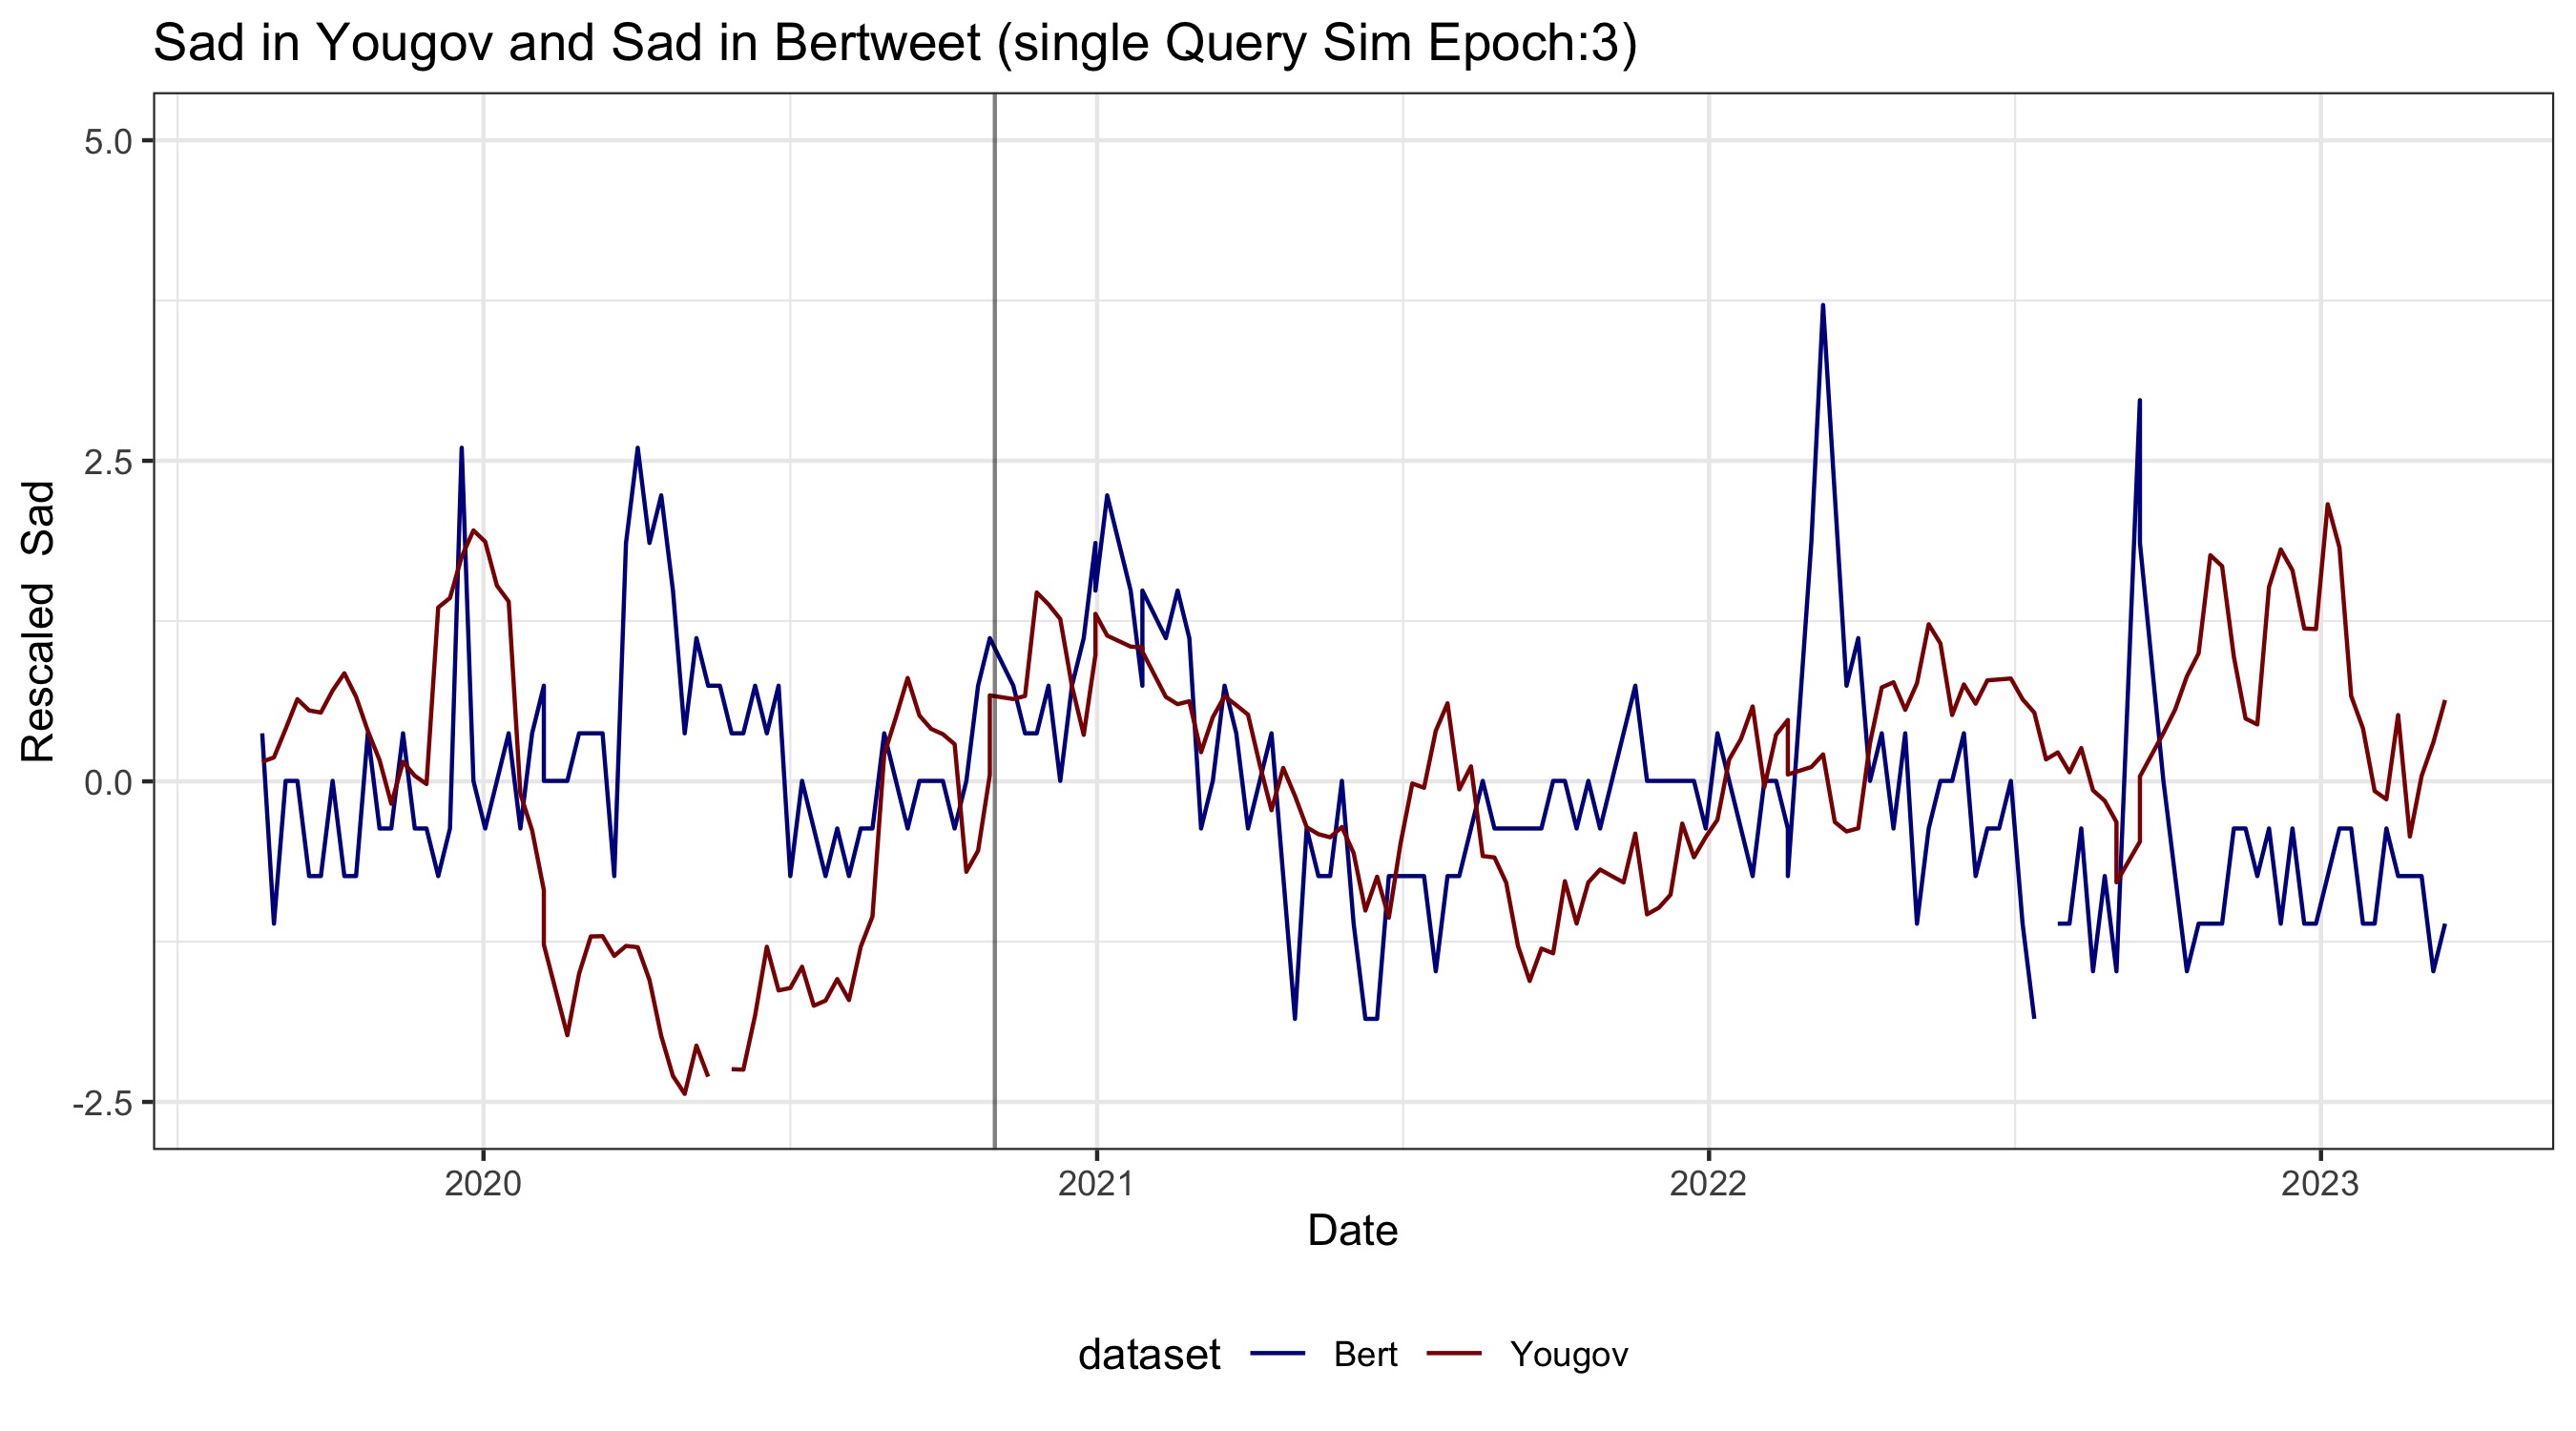 Sad in Yougov and Sad in Bertweet (single Query Sim Epoch:3)
Rescaled Sad
5.0
2.5
0.0
-2.5
2020
2021
2022
2023
Date
dataset Bert Yougov